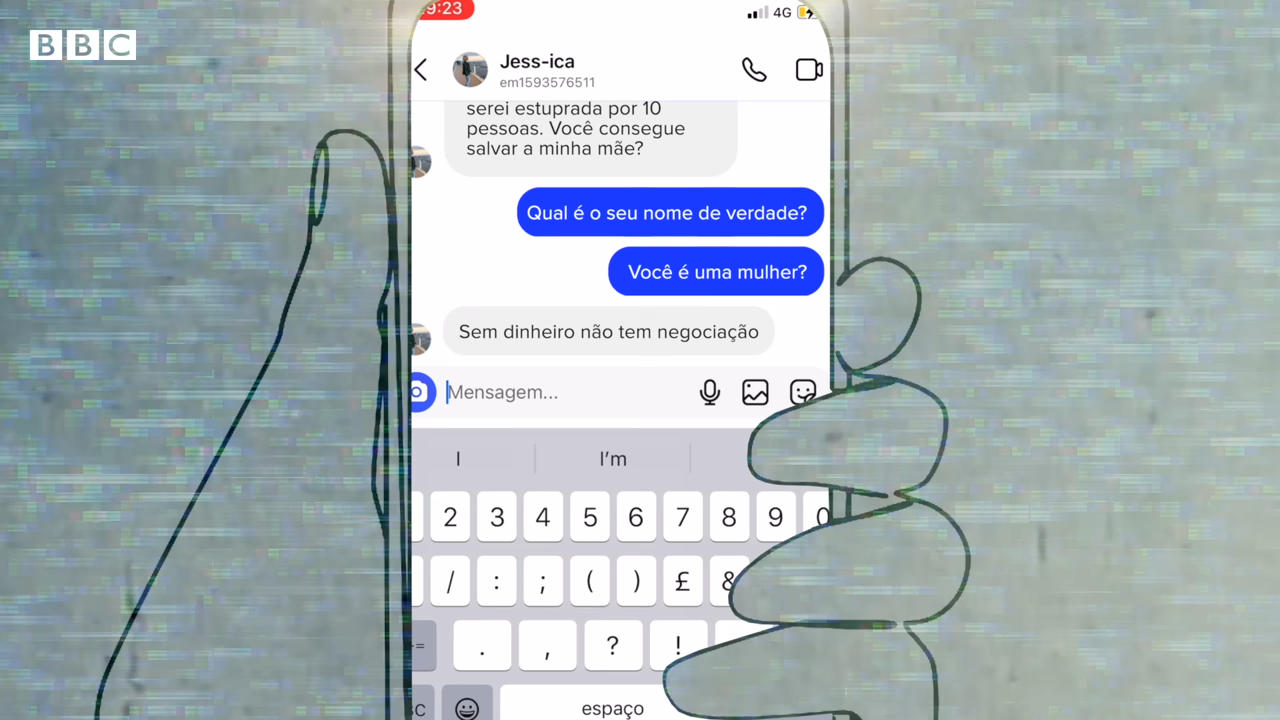 9:23
4G
BBC
Jess-ica
em1593576511
serei estuprada por 10
pessoas. Você consegue
salvar a minha mãe?
Qual é o seu nome de verdade?
Você é uma mulher?
Sem dinheiro não tem negociação
Mensagem...
I I’m
2 3 4 5 6 7 8 9 0
/ : ; ( ) £ &
. , ? !
espaço